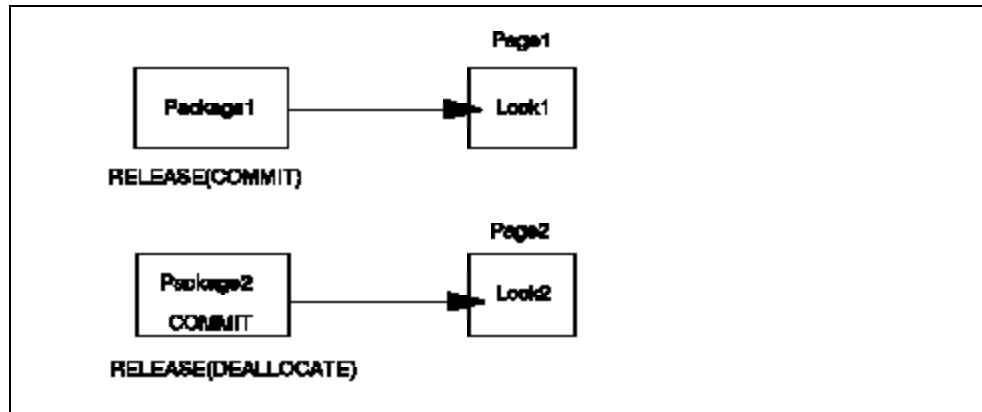 Page1
Package1
Lock1
RELEASE(COMMIT)
Page2
Package2
Lock2
COMMIT
RELEASE(DEALLOCATE)